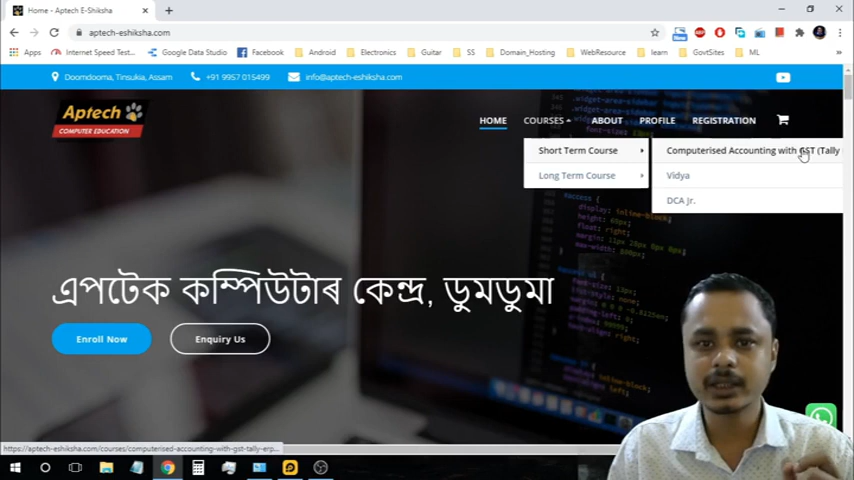 Home - Aptech E-Shiksha
aptech-eshiksha.com
Apps
Internet Speed Test...
Google Data Studio
Facebook
Android
Electronics
Guitar
SS
Domain_Hosting
WebResource
learn
GovtSites
ML
Doomdooma, Tinsukia, Assam
+91 9957 015499
info@aptech-eshiksha.com
Aptech
COMPUTER EDUCATION
HOME
COURSES
ABOUT
PROFILE
REGISTRATION
Short Term Course
Long Term Course
Computerised Accounting with GST (Tally
Vidya
DCA Jr.
এপটেক কম্পিউটাৰ কেন্দ্ৰ, ডুমডুমা
Enroll Now
Enquiry Us
https://aptech-eshiksha.com/courses/computerised-accounting-with-gst-tally-erp...